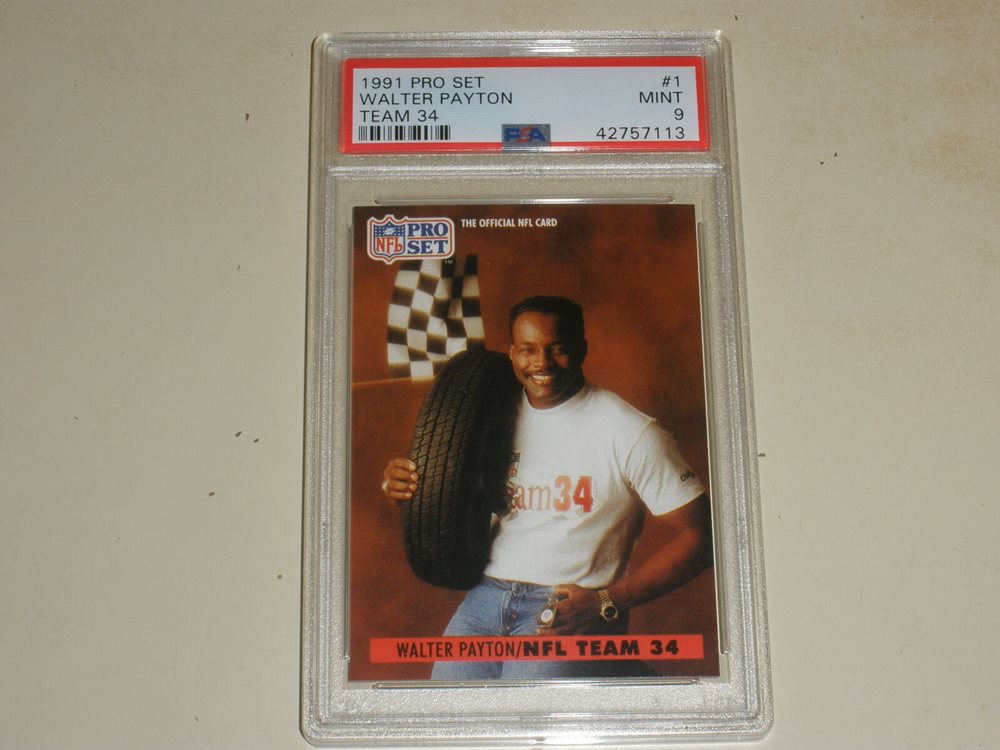 1991 PRO SET #1
WALTER PAYTON MINT
TEAM 34 9
PSA 42757113
NFL PRO SET
THE OFFICIAL NFL CARD
eam34
WALTER PAYTON/NFL TEAM 34